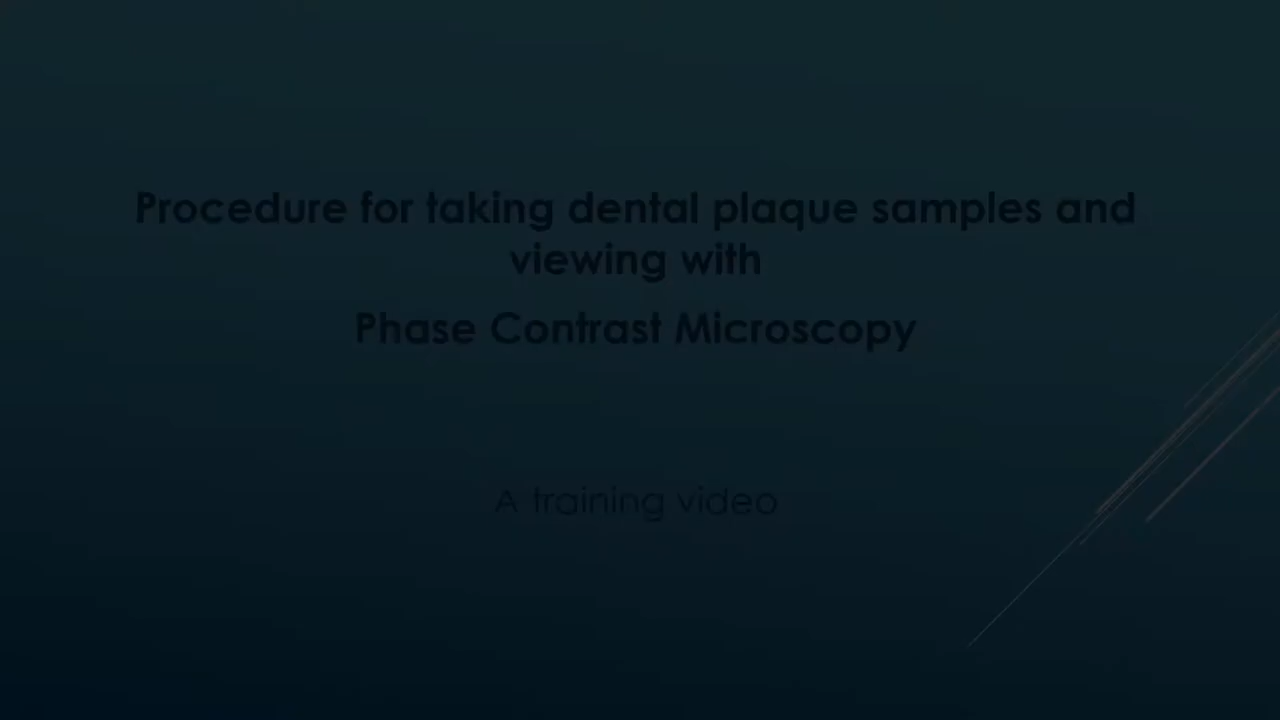 Procedure for taking dental plaque samples and
viewing with
Phase Contrast Microscopy
A training video